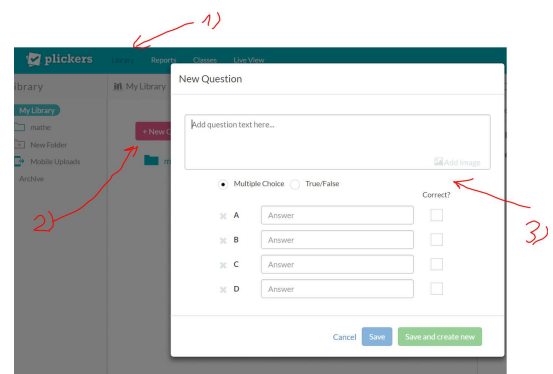 1)
plickers
Library Reports Classes Live View
ibrary
My Library
New Question
My Library
mathe
New Folder
Mobile Uploads
Archive
+ New Q
m
Add question text here...
Add Image
Multiple Choice True/False
Correct?
A Answer
B Answer
C Answer
D Answer
Cancel Save Save and create new
2)
3)